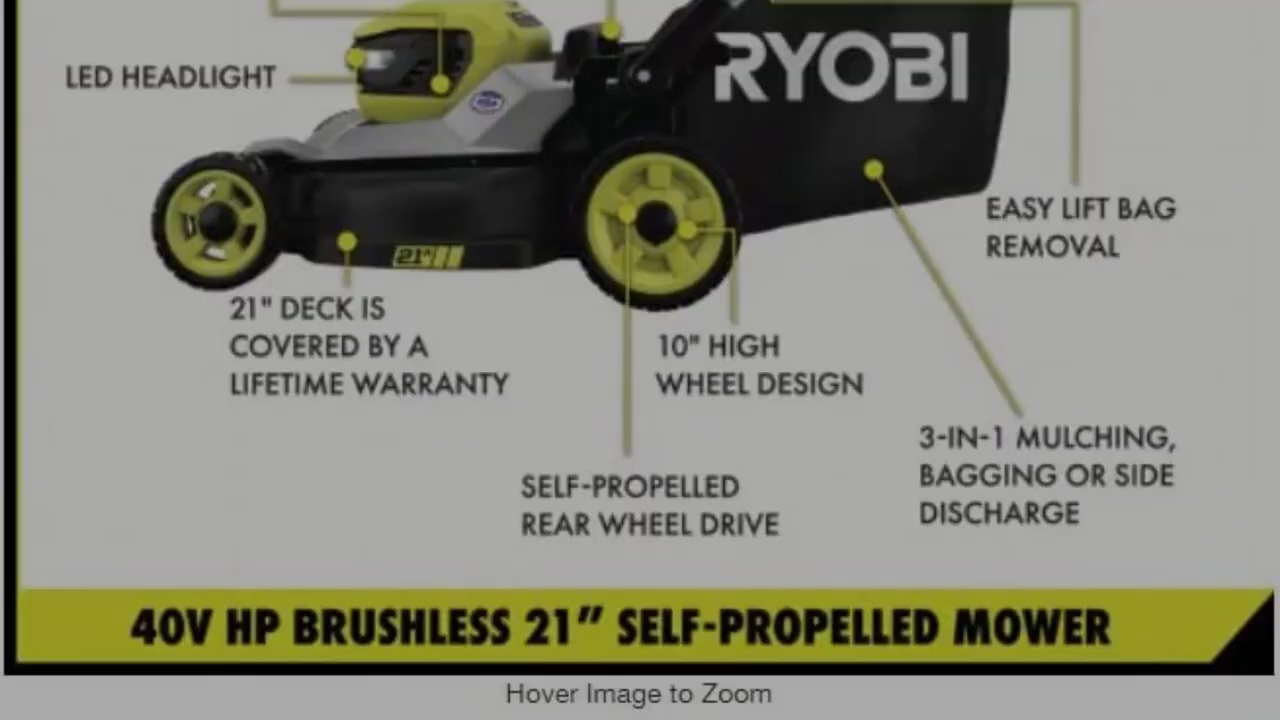 RYOBI
LED HEADLIGHT
EASY LIFT BAG
REMOVAL
21"
21" DECK IS
COVERED BY A
LIFETIME WARRANTY
10" HIGH
WHEEL DESIGN
3-IN-1 MULCHING,
BAGGING OR SIDE
DISCHARGE
SELF-PROPELLED
REAR WHEEL DRIVE
40V HP BRUSHLESS 21" SELF-PROPELLED MOWER
Hover Image to Zoom